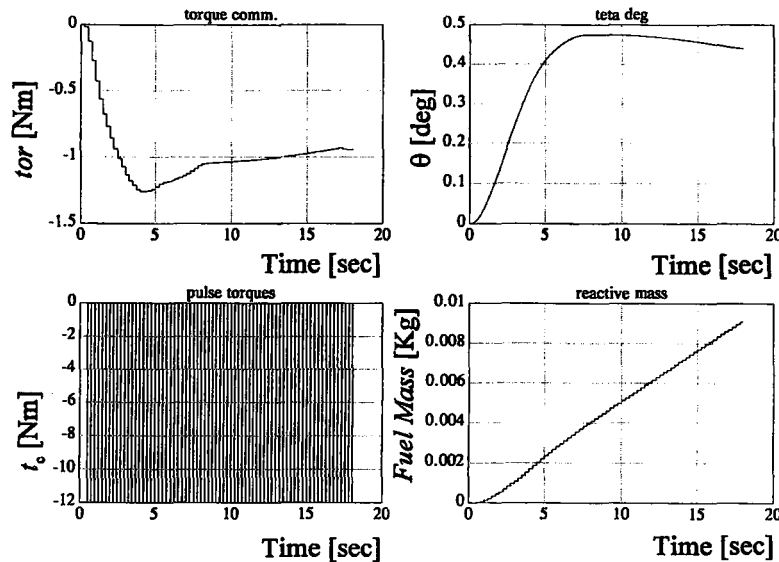 torque comm.
tor [Nm]
0
-0.5
-1
-1.5
0 5 10 15 20
Time [sec]
teta deg
θ [deg]
0.5
0.4
0.3
0.2
0.1
0
0 5 10 15 20
Time [sec]
pulse torques
t_c [Nm]
0
-2
-4
-6
-8
-10
-12
0 5 10 15 20
Time [sec]
reactive mass
Fuel Mass [Kg]
0.01
0.008
0.006
0.004
0.002
0
0 5 10 15 20
Time [sec]